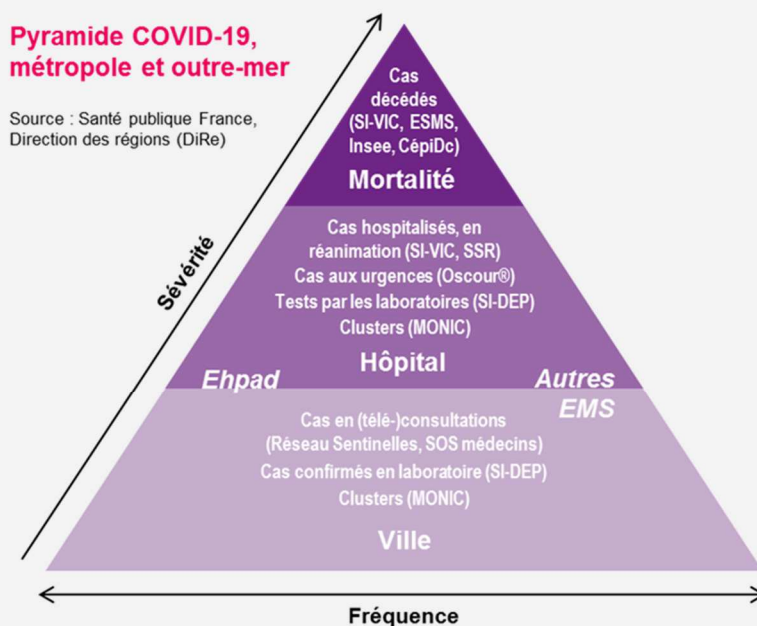 Pyramide COVID-19,
métropole et outre-mer
Source : Santé publique France,
Direction des régions (DiRe)
Sévérité
Cas
décédés
(SI-VIC, ESMS,
Insee, CépiDc)
Mortalité
Cas hospitalisés, en
réanimation (SI-VIC, SSR)
Cas aux urgences (Oscour®)
Tests par les laboratoires (SI-DEP)
Clusters (MONIC)
Hôpital
Ehpad
Autres
EMS
Cas en (télé-)consultations
(Réseau Sentinelles, SOS médecins)
Cas confirmés en laboratoire (SI-DEP)
Clusters (MONIC)
Ville
Fréquence